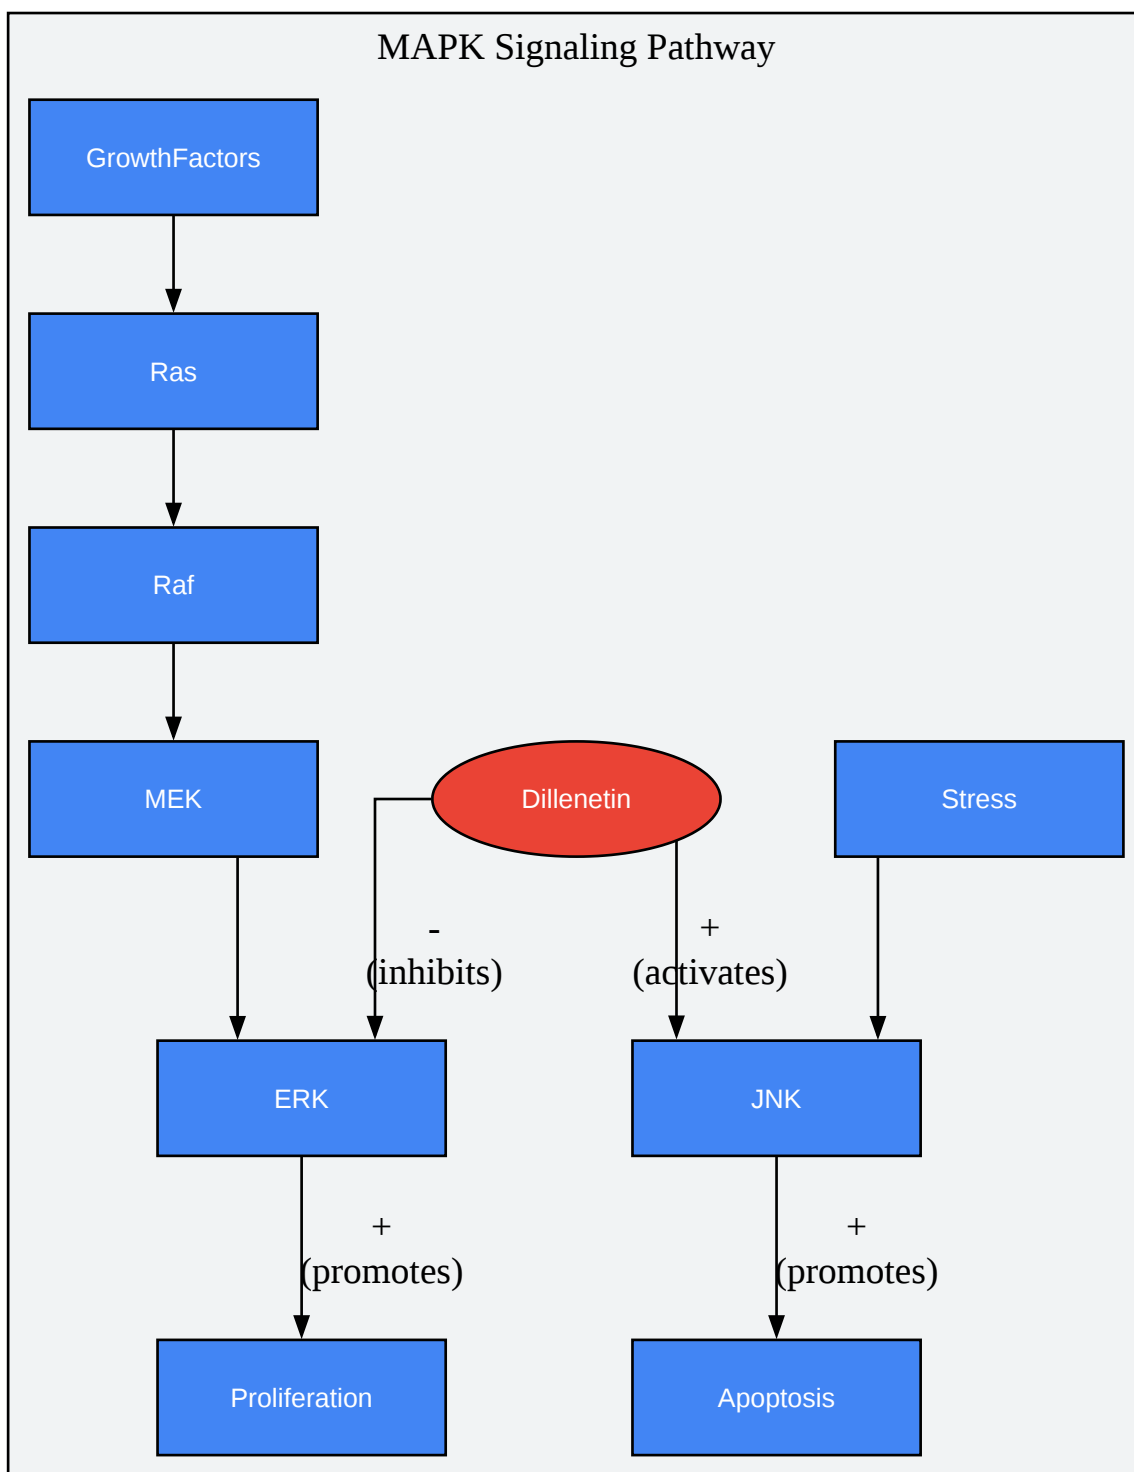 MAPK Signaling Pathway
GrowthFactors
Ras
Raf
MEK
Dillenetin
Stress
-
(inhibits)
+
(activates)
ERK
JNK
+
(promotes)
+
(promotes)
Proliferation
Apoptosis